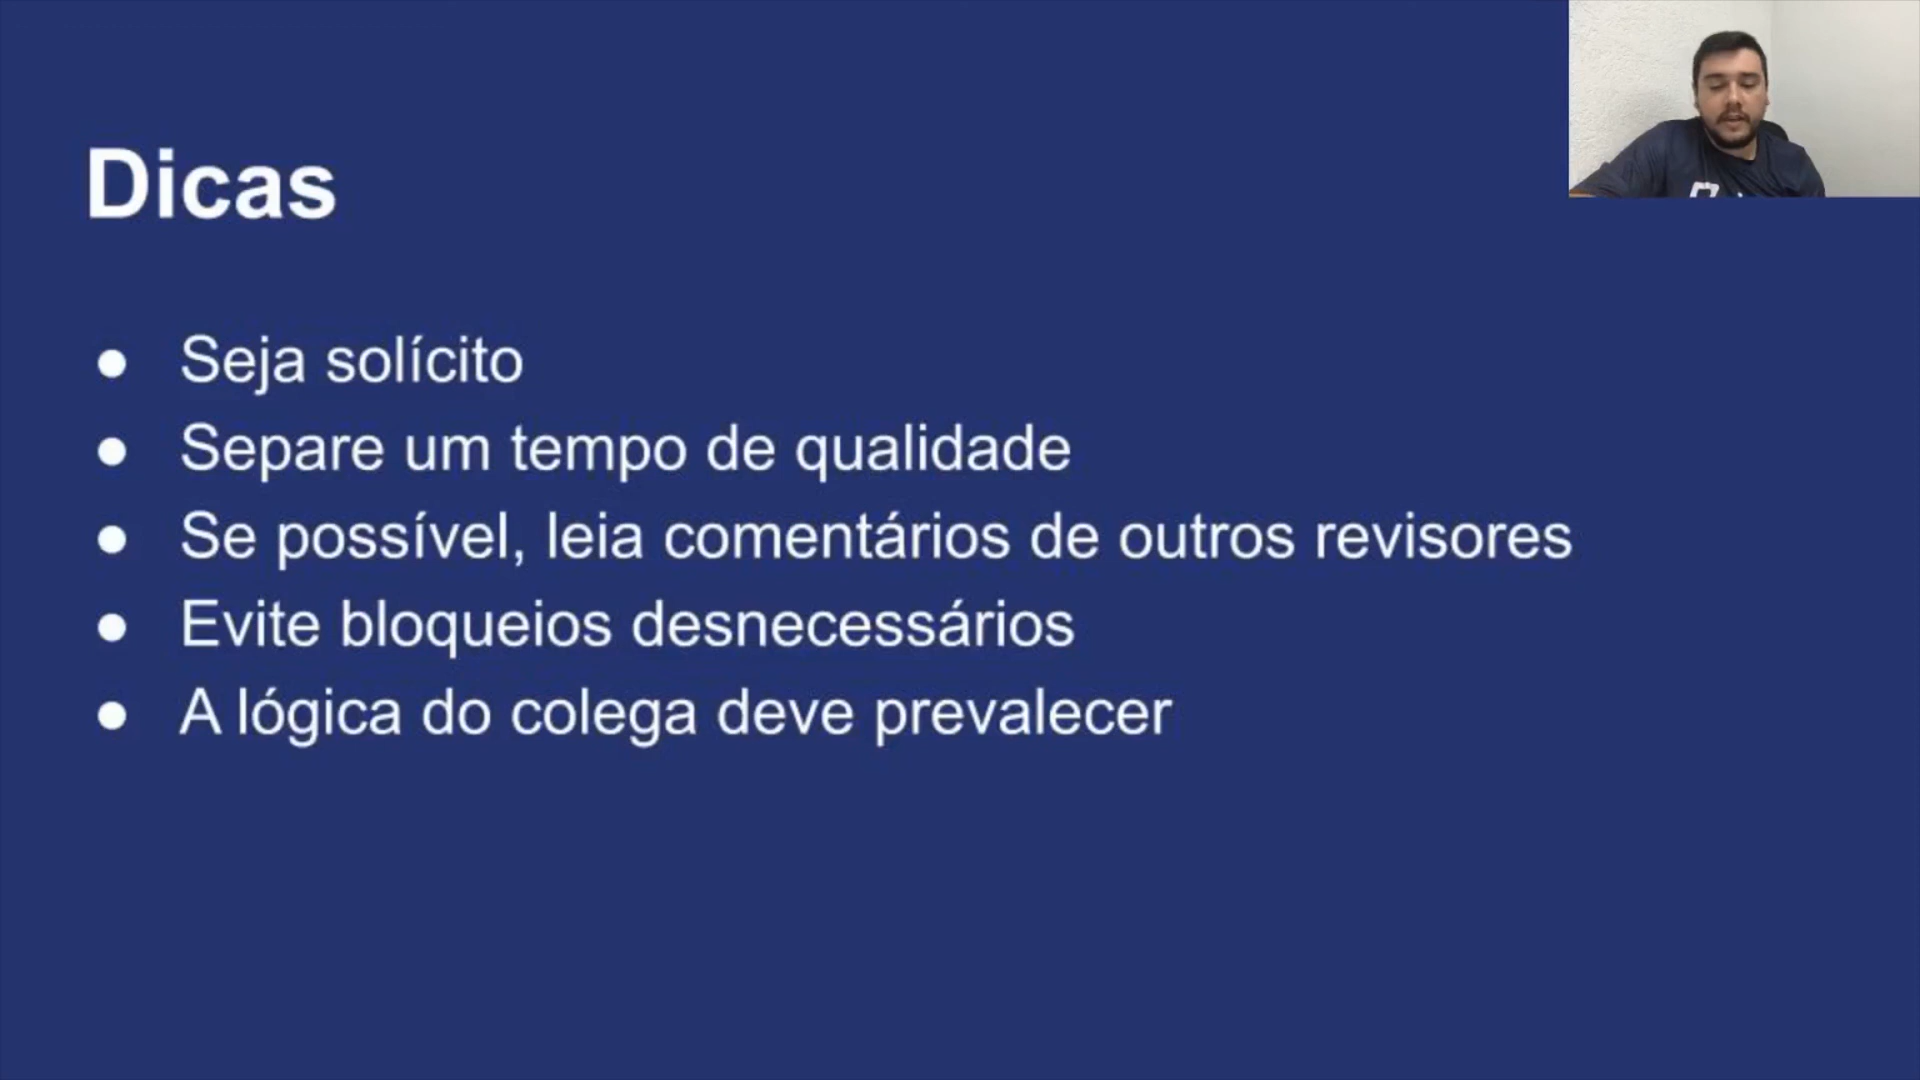 Dicas
● Seja solícito
● Separe um tempo de qualidade
● Se possível, leia comentários de outros revisores
● Evite bloqueios desnecessários
● A lógica do colega deve prevalecer